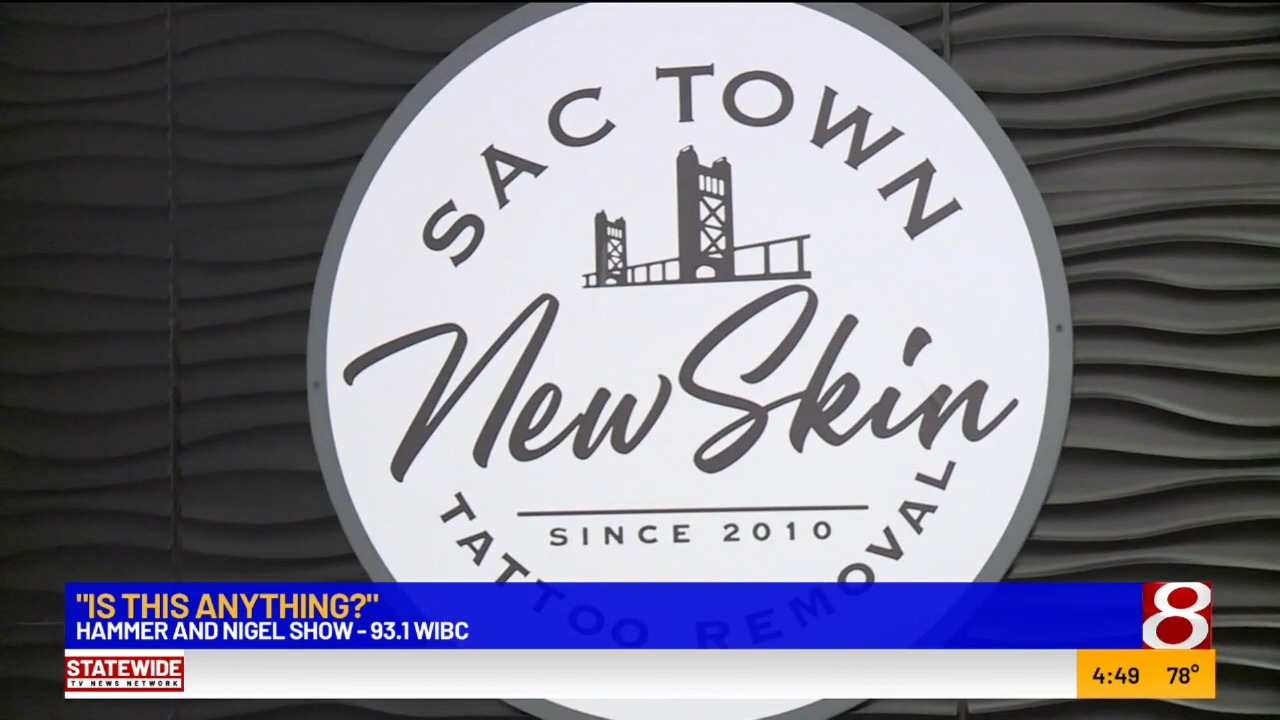 SAC TOWN
New Skin
SINCE 2010
TATTOO REMOVAL
"IS THIS ANYTHING?"
HAMMER AND NIGEL SHOW - 93.1 WIBC
8
STATEWIDE
TV NEWS NETWORK
4:49 78°